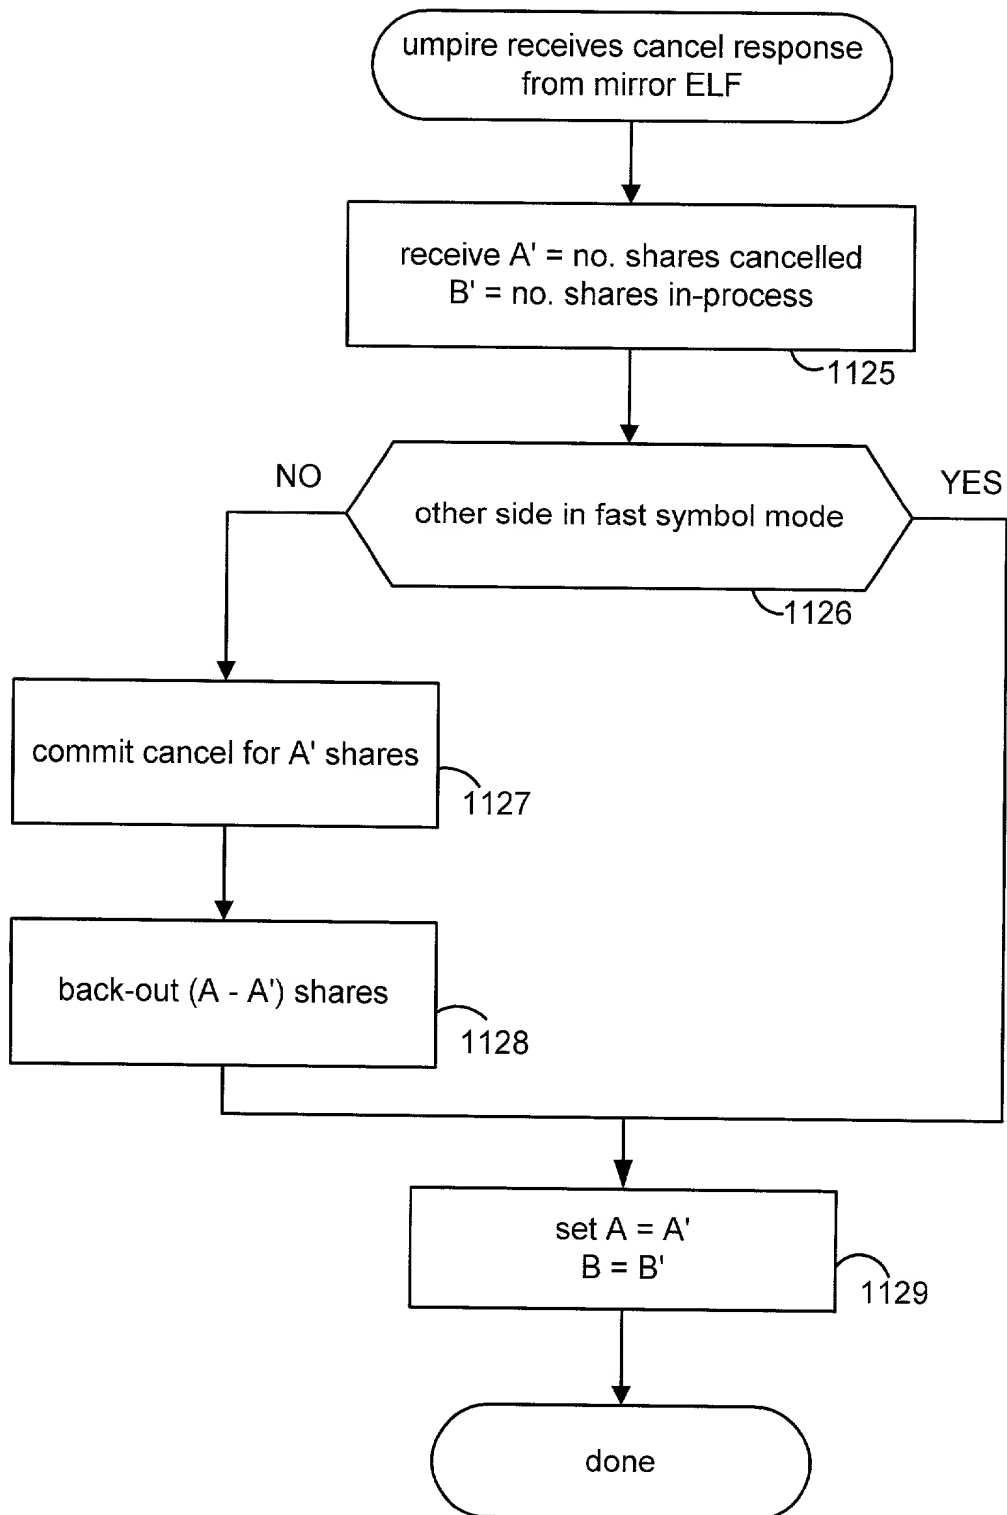 umpire receives cancel response
from mirror ELF
receive A' = no. shares cancelled
B' = no. shares in-process
1125
NO
YES
other side in fast symbol mode
1126
commit cancel for A' shares
1127
back-out (A - A') shares
1128
set A = A'
B = B'
1129
done